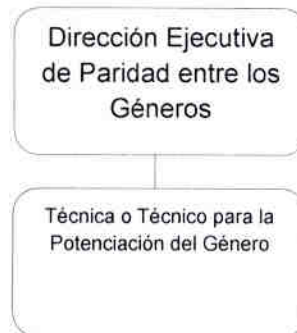 Dirección Ejecutiva
de Paridad entre los
Géneros
Técnica o Técnico para la
Potenciación del Género